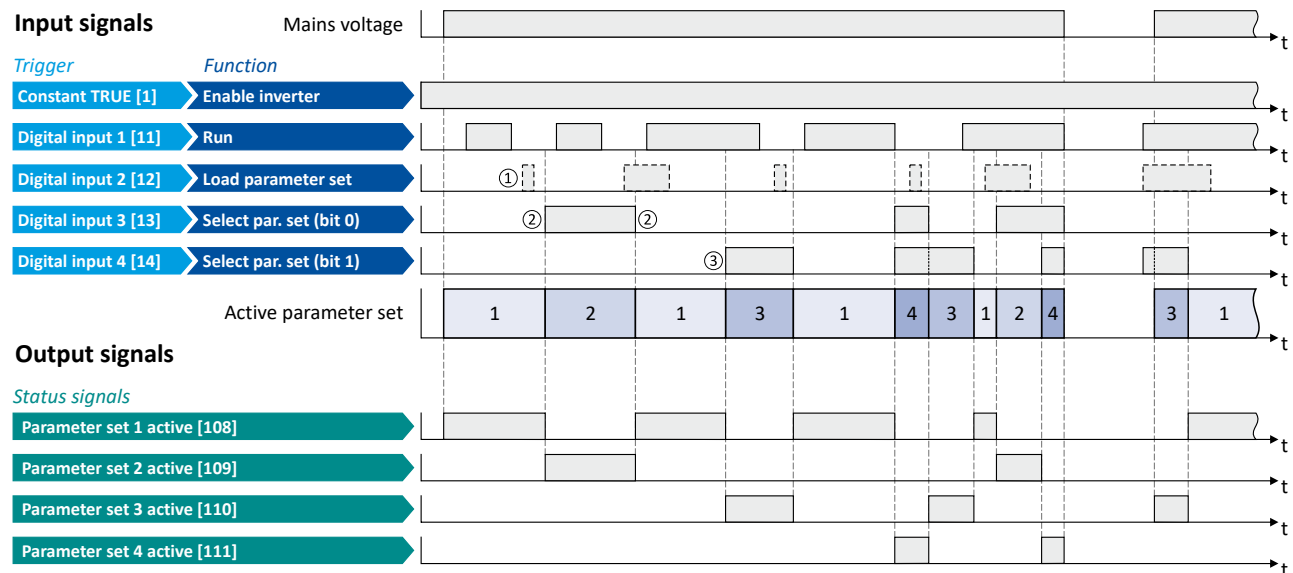 Input signals
Mains voltage
t
Trigger
Function
Constant TRUE [1]
Enable inverter
t
Digital input 1 [11]
Run
t
Digital input 2 [12]
Load parameter set
①
t
Digital input 3 [13]
Select par. set (bit 0)
② ②
t
Digital input 4 [14]
Select par. set (bit 1)
③
t
Active parameter set
1 2 1 3 1 4 3 1 2 4 3 1
t
Output signals
Status signals
Parameter set 1 active [108]
t
Parameter set 2 active [109]
t
Parameter set 3 active [110]
t
Parameter set 4 active [111]
t